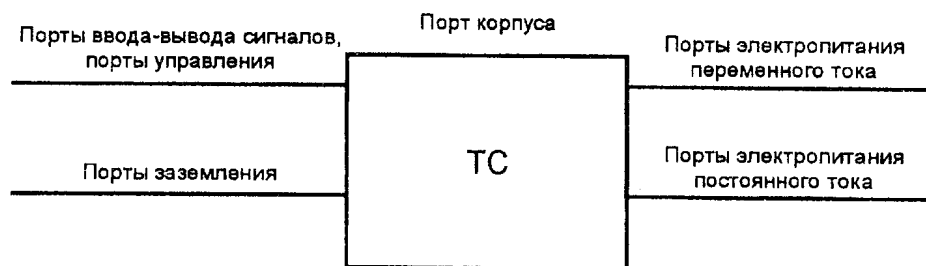 Порт корпуса
Порты ввода-вывода сигналов,
порты управления
Порты электропитания
переменного тока
ТС
Порты заземления
Порты электропитания
постоянного тока